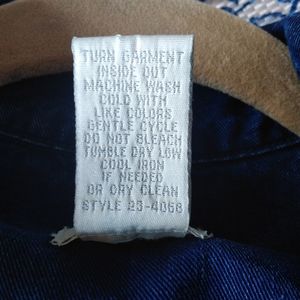 TURN GARMENT
INSIDE OUT
MACHINE WASH
COLD WITH
LIKE COLORS
GENTLE CYCLE
DO NOT BLEACH
TUMBLE DRY LOW
COOL IRON
IF NEEDED
OR DRY CLEAN
STYLE 23-4058